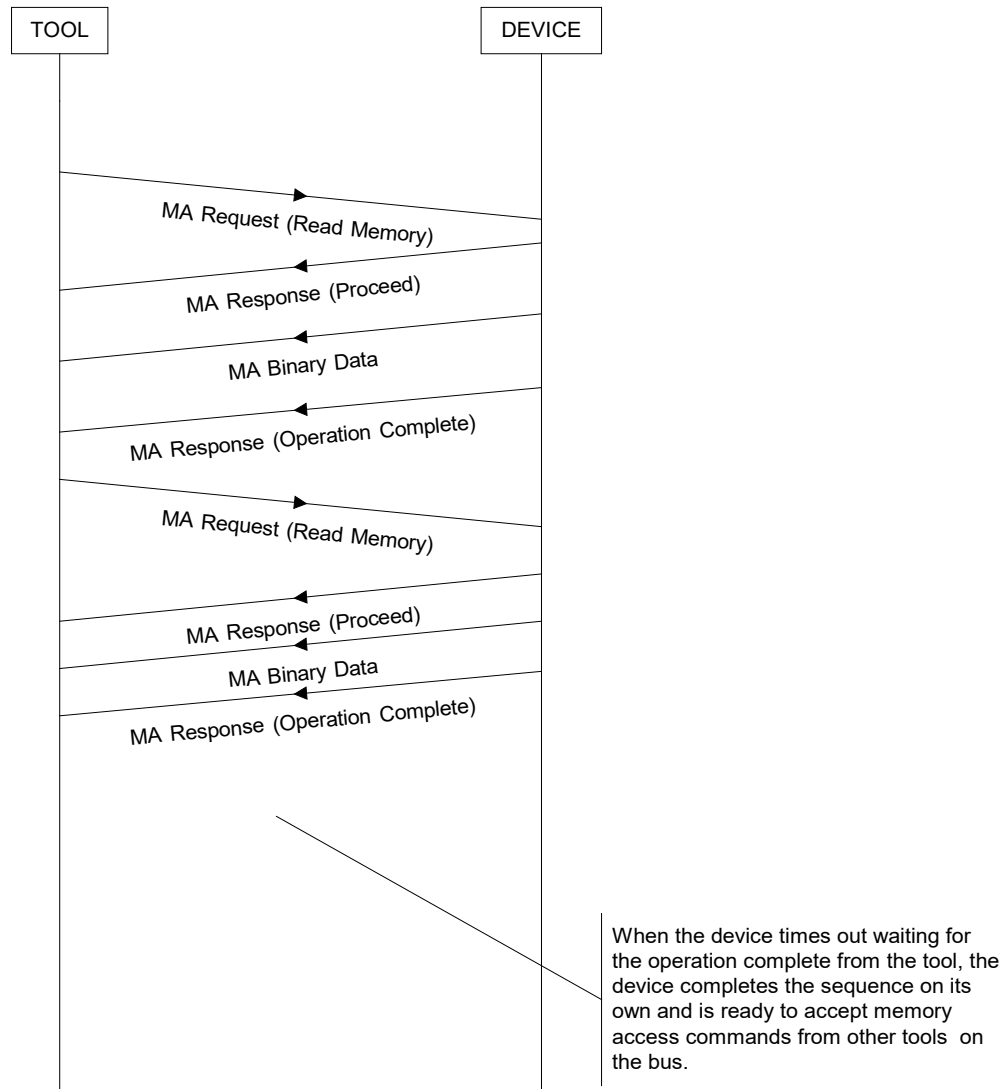 TOOL
DEVICE
MA Request (Read Memory)
MA Response (Proceed)
MA Binary Data
MA Response (Operation Complete)
MA Request (Read Memory)
MA Response (Proceed)
MA Binary Data
MA Response (Operation Complete)
When the device times out waiting for
the operation complete from the tool, the
device completes the sequence on its
own and is ready to accept memory
access commands from other tools on
the bus.